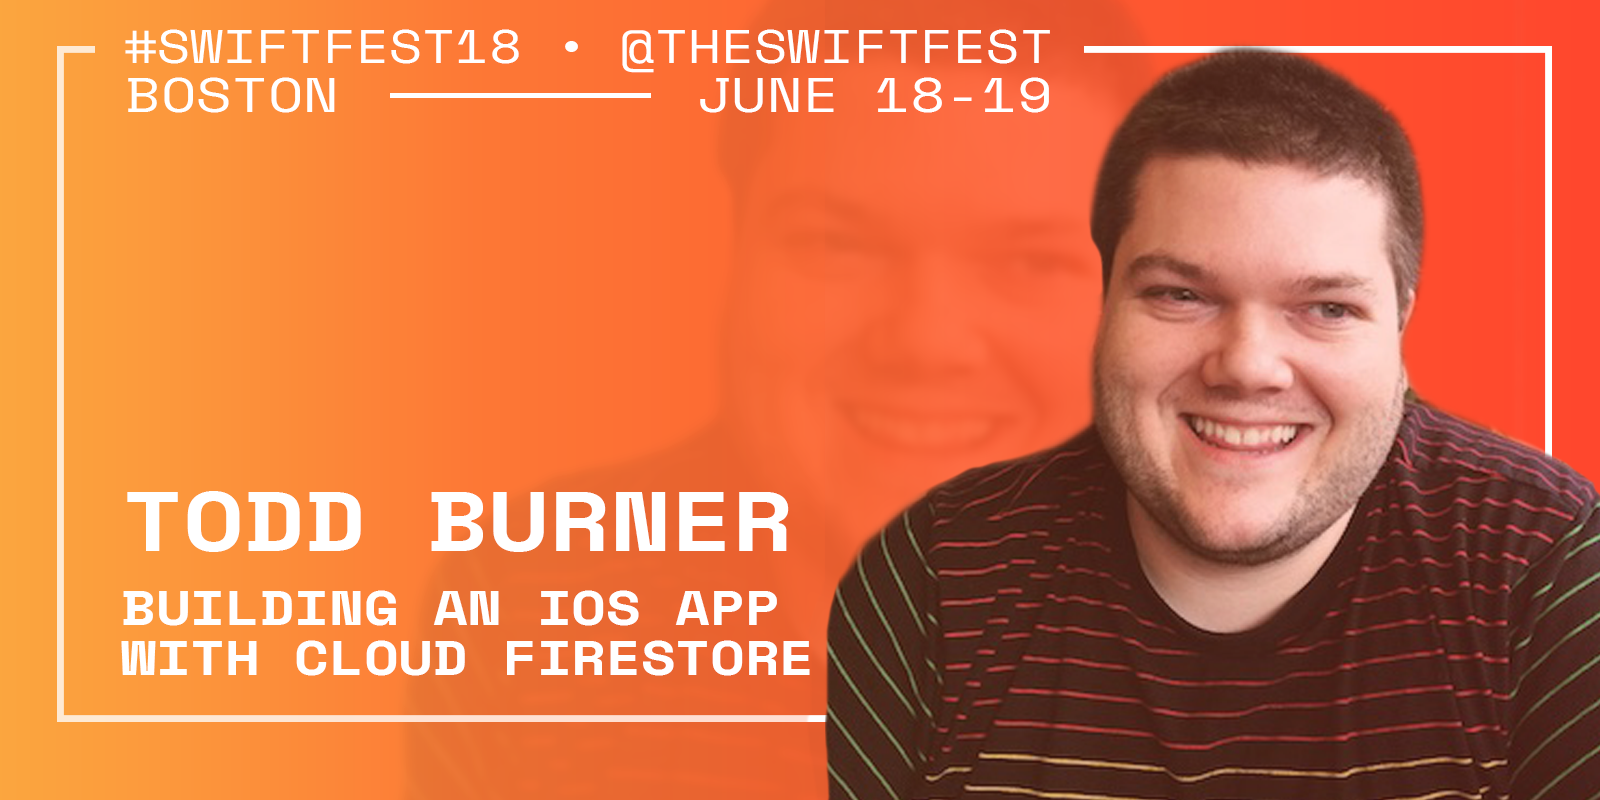 #SWIFTFEST18 • @THESWIFTFEST
BOSTON — JUNE 18-19
TODD BURNER
BUILDING AN IOS APP
WITH CLOUD FIRESTORE